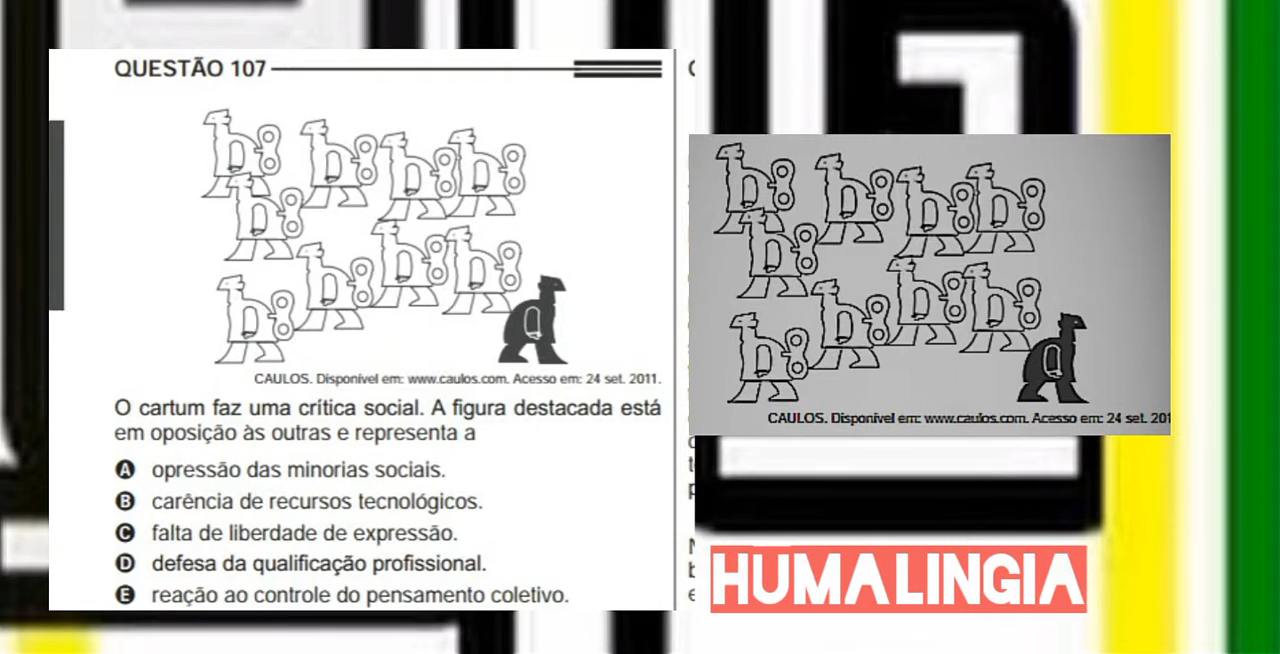 QUESTÃO 107
CAULOS. Disponível em: www.caulos.com. Acesso em: 24 set. 2011.
O cartum faz uma crítica social. A figura destacada está
em oposição às outras e representa a
A opressão das minorias sociais.
B carência de recursos tecnológicos.
C falta de liberdade de expressão.
D defesa da qualificação profissional.
E reação ao controle do pensamento coletivo.
CAULOS. Disponível em: www.caulos.com. Acesso em: 24 set. 201
HUMALINGIA